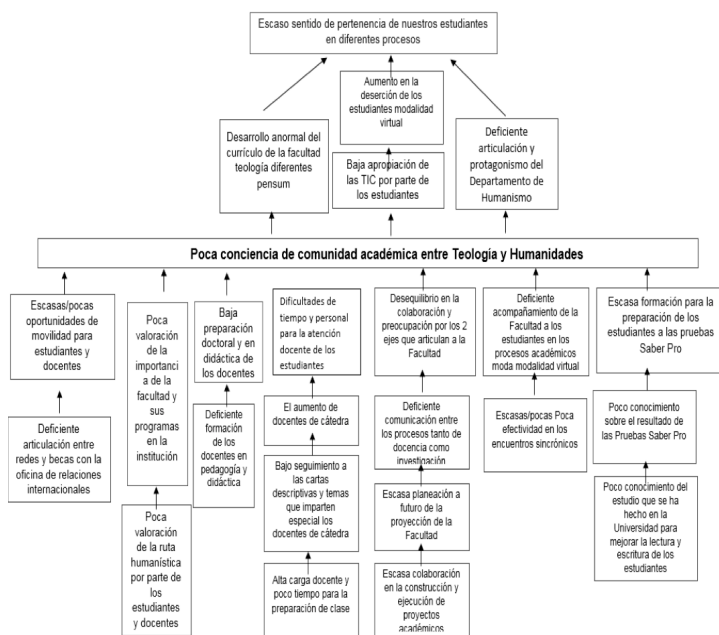 Escaso sentido de pertenencia de nuestros estudiantes
en diferentes procesos
Aumento en la
deserción de los
estudiantes modalidad
virtual
Desarrollo anormal del
currículo de la facultad
teología diferentes
pensum
Baja apropiación de
las TIC por parte de
los estudiantes
Deficiente
articulación y
protagonismo del
Departamento de
Humanismo
Poca conciencia de comunidad académica entre Teología y Humanidades
Escasas/pocas
oportunidades de
movilidad para
estudiantes y
docentes
Deficiente
articulación entre
redes y becas con la
oficina de relaciones
internacionales
Poca
valoración
de la
importanci
a de la
facultad y
sus
programas
en la
institución
Poca
valoración
de la ruta
humanística
por parte de
los
estudiantes
y docentes
Baja
preparación
doctoral y en
didáctica de
los docentes
Deficiente
formación
de los
docentes en
pedagogía y
didáctica
Dificultades de
tiempo y personal
para la atención
docente de los
estudiantes
El aumento de
docentes de cátedra
Bajo seguimiento a
las cartas
descriptivas y temas
que imparten
especial los
docentes de cátedra
Alta carga docente y
poco tiempo para la
preparación de clase
Desequilibrio en la
colaboración y
preocupación por los 2
ejes que articulan a la
Facultad
Deficiente
comunicación entre
los procesos tanto de
docencia como
investigación
Escasa planeación a
futuro de la
proyección de la
Facultad
Escasa colaboración
en la construcción y
ejecución de
proyectos
académicos
Deficiente
acompañamiento de
la Facultad a los
estudiantes en los
procesos académicos
moda modalidad virtual
Escasas/pocas Poca
efectividad en los
encuentros sincrónicos
Escasa formación para la
preparación de los
estudiantes a las pruebas
Saber Pro
Poco conocimiento
sobre el resultado de
las Pruebas Saber Pro
Poco conocimiento del
estudio que se ha
hecho en la
Universidad para
mejorar la lectura y
escritura de los
estudiantes